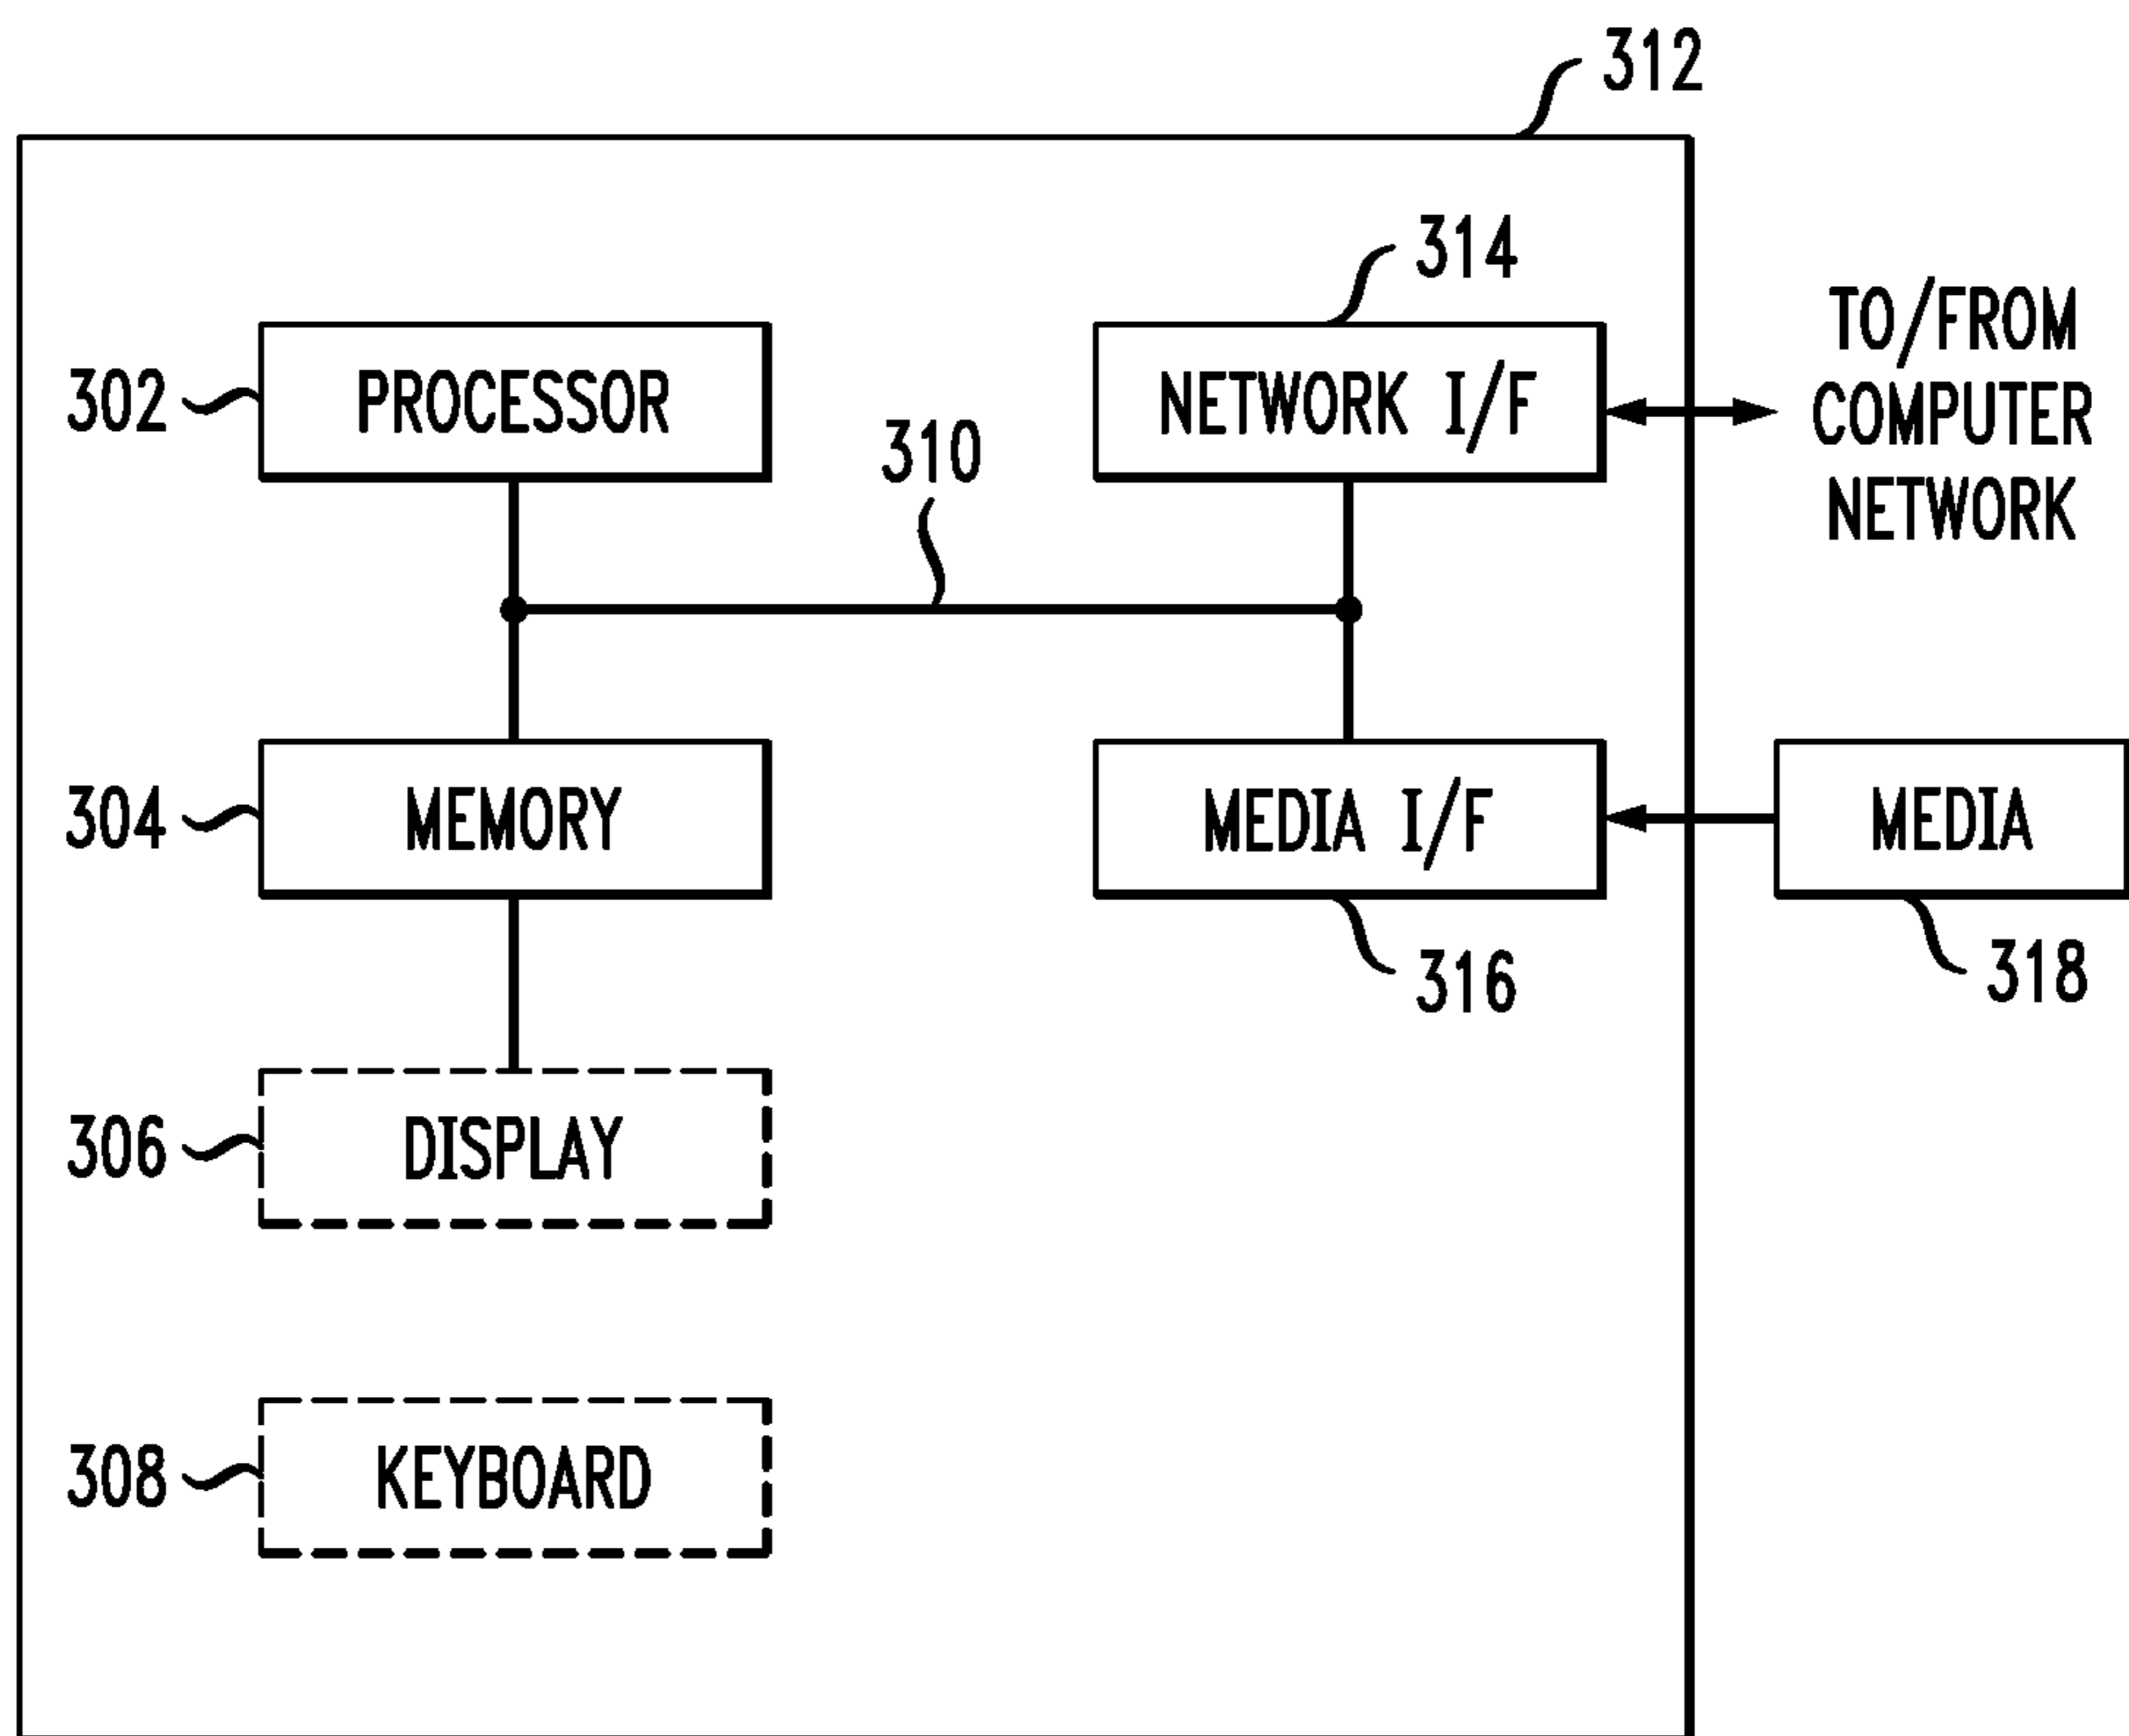 312
314
TO/FROM
COMPUTER
NETWORK
302
PROCESSOR
NETWORK I/F
310
304
MEMORY
MEDIA I/F
MEDIA
316
318
306
DISPLAY
308
KEYBOARD